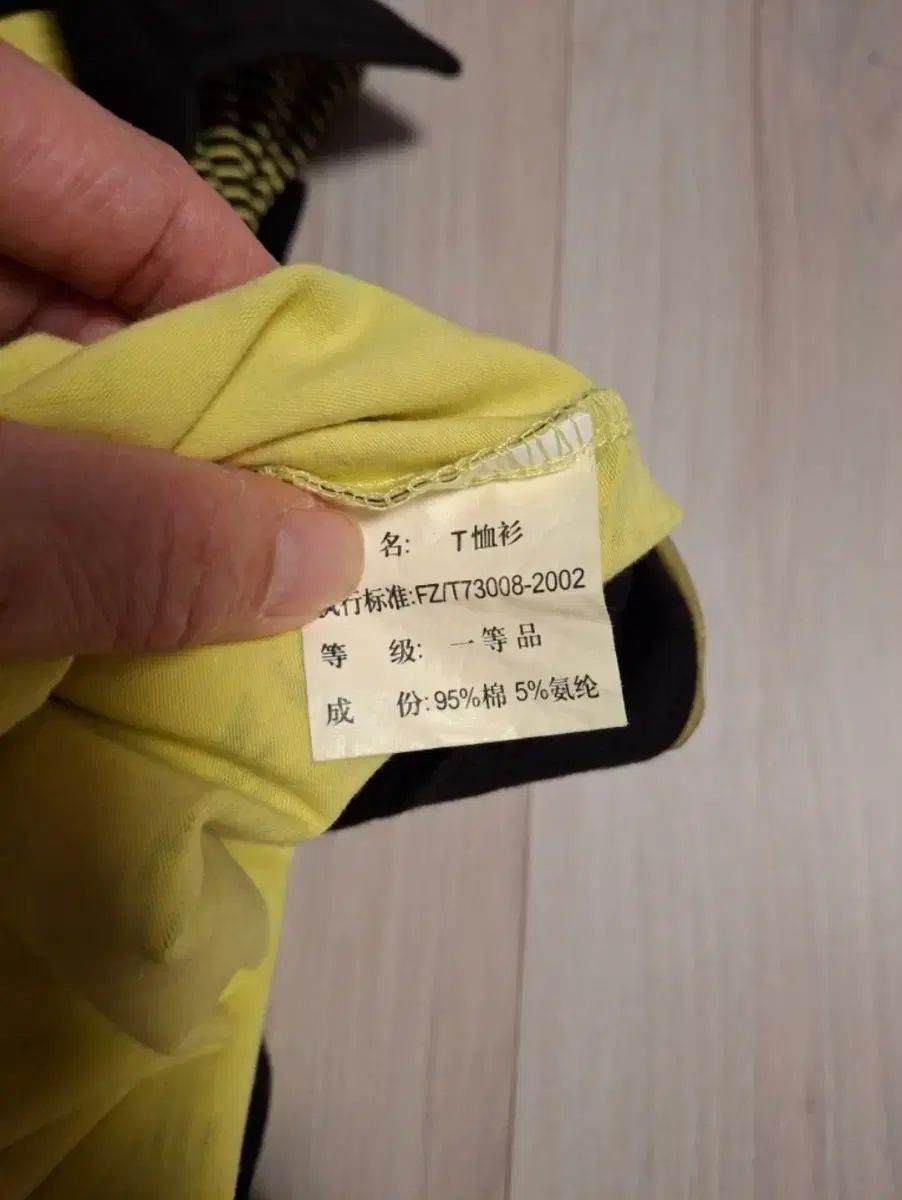 名: T恤衫
执行标准:FZ/T73008-2002
等 级: 一等品
成 份:95%棉 5%氨纶